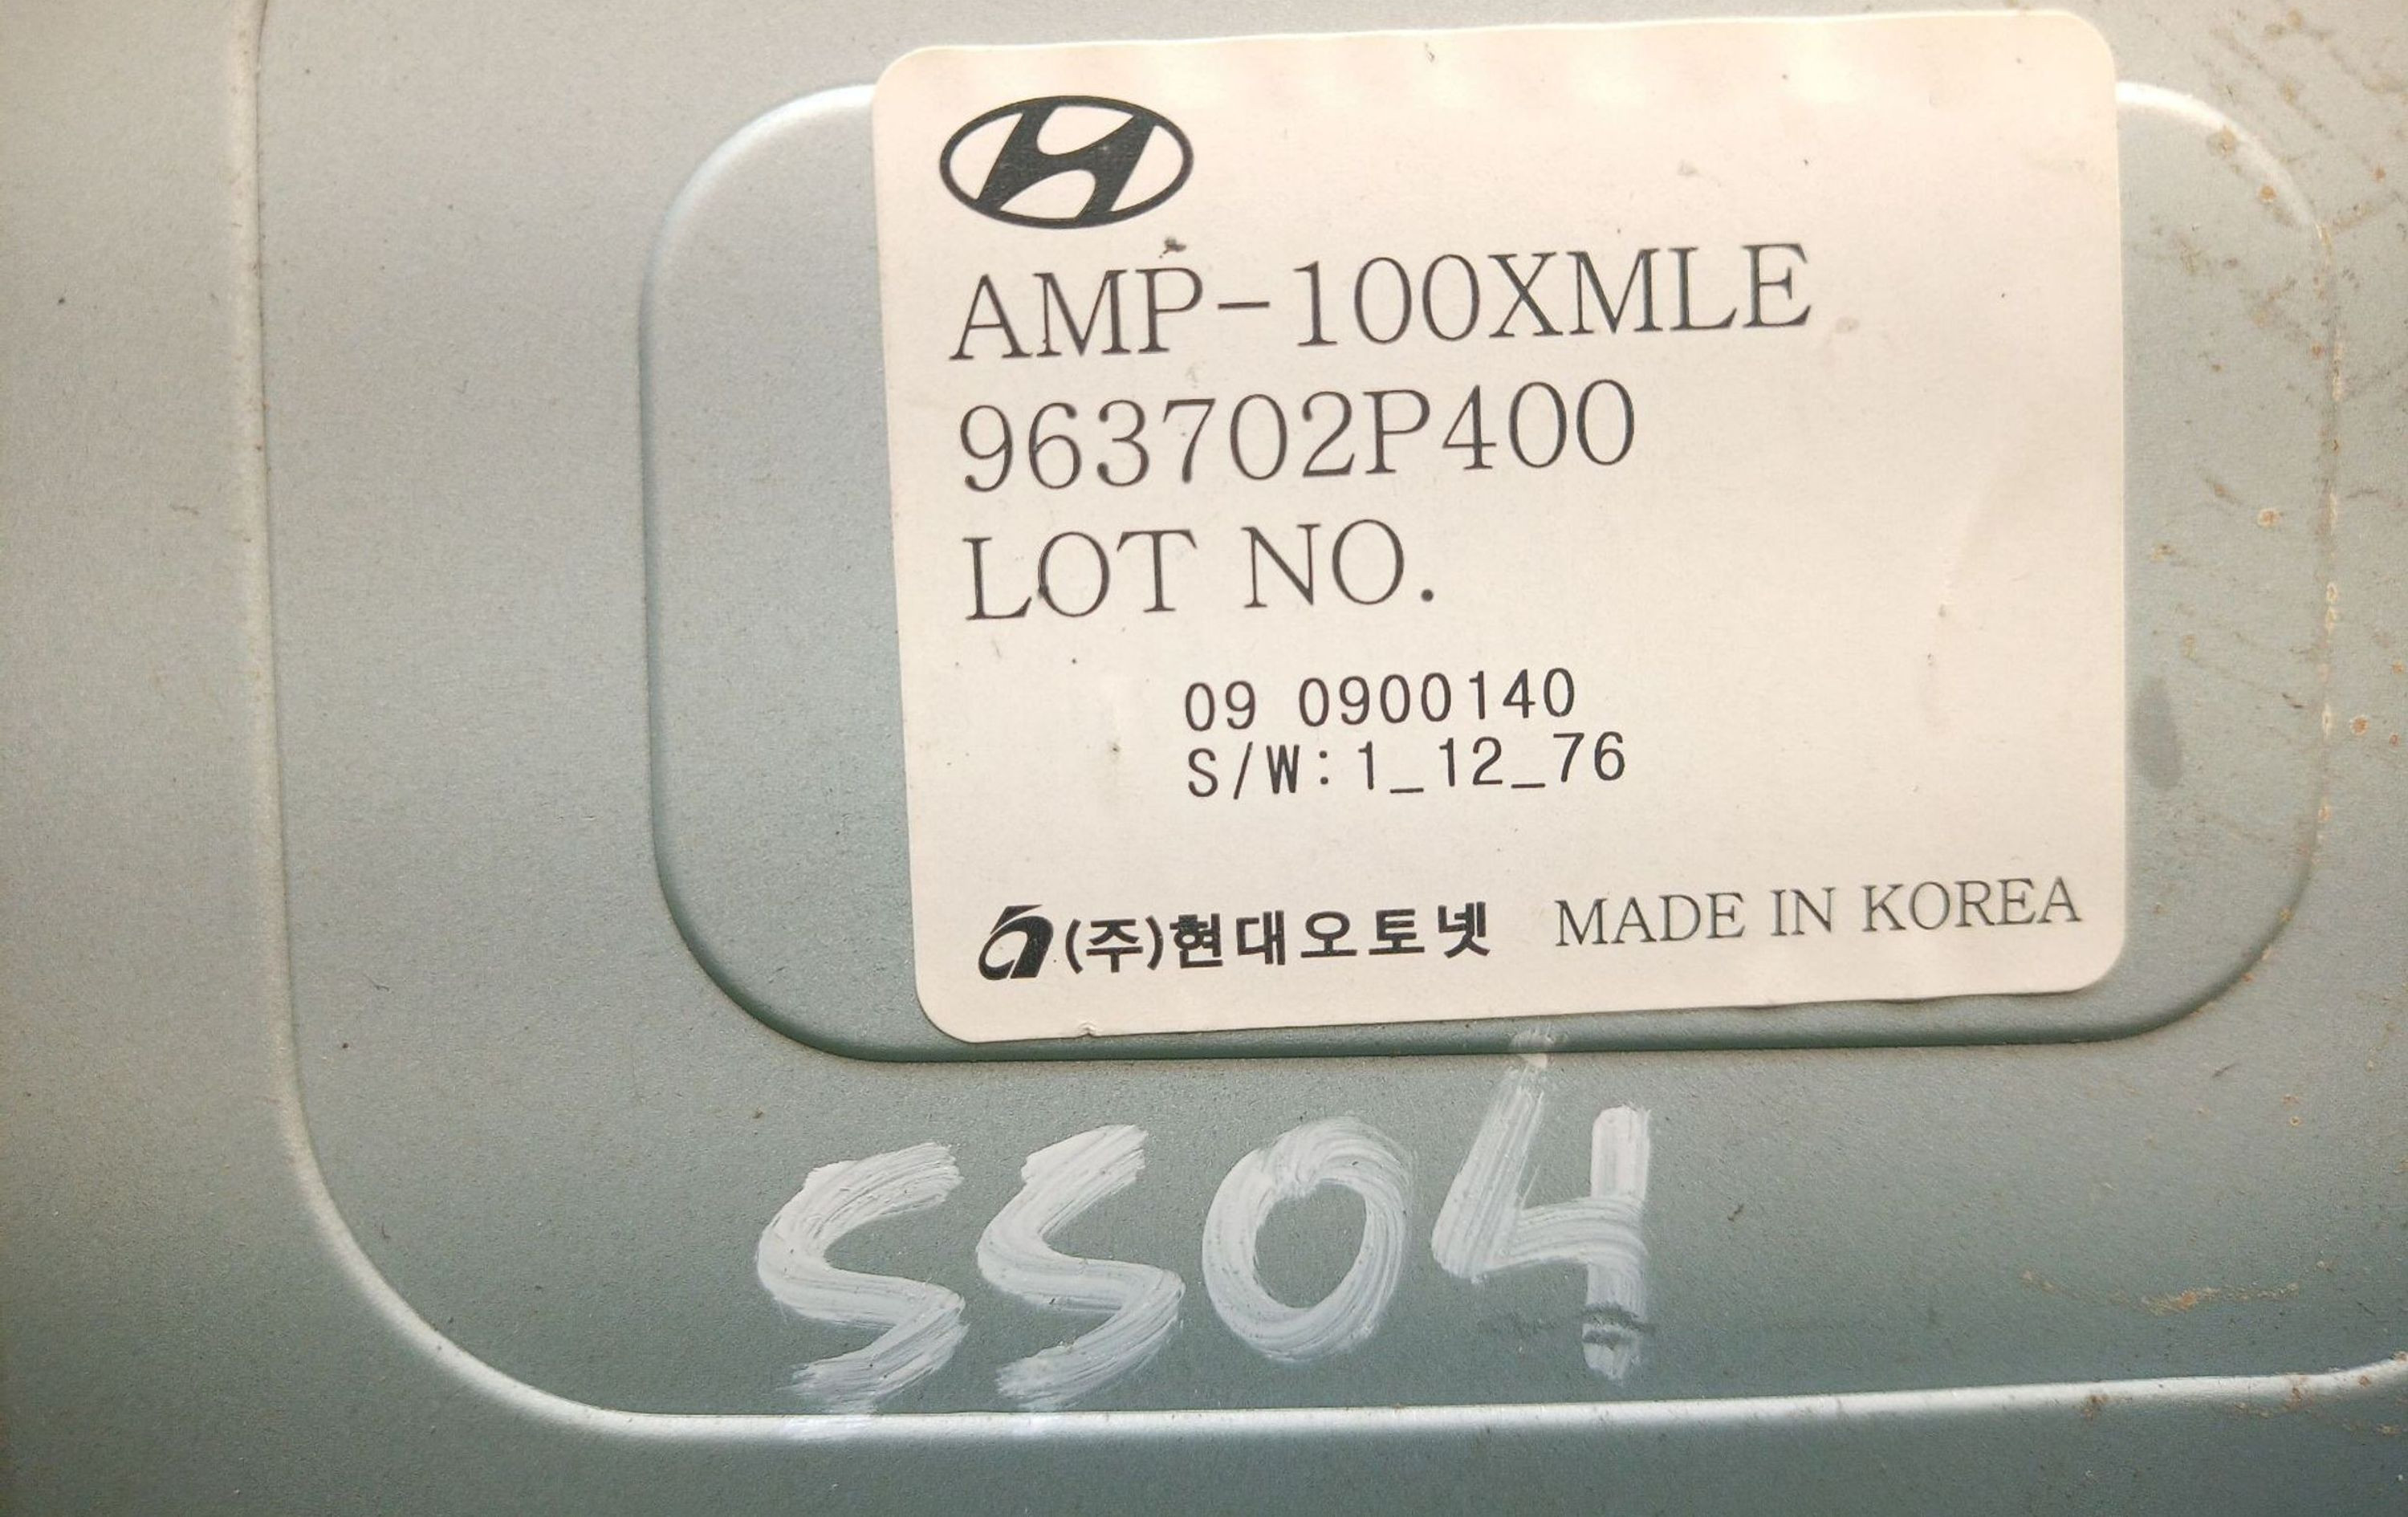 AMP-100XMLE
963702P400
LOT NO.
09 0900140
S/W:1_12_76
(주)현대오토넷 MADE IN KOREA
SS04